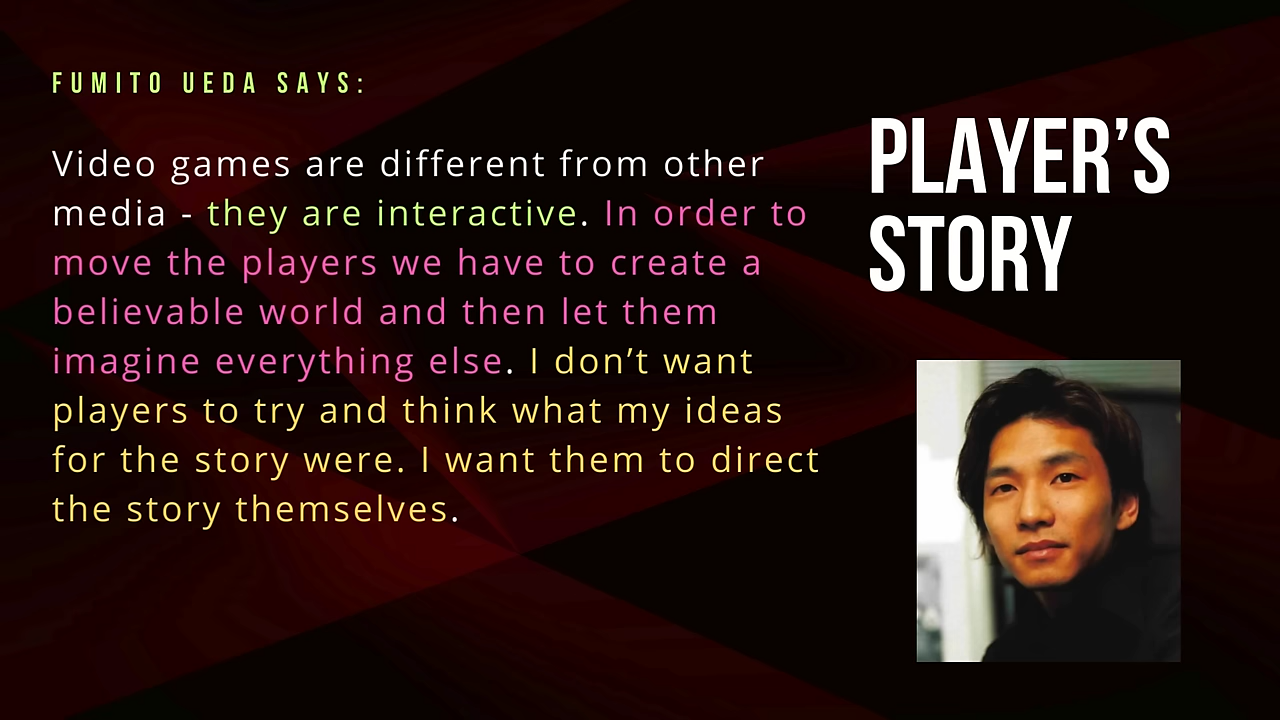 FUMITO UEDA SAYS:
Video games are different from other
media - they are interactive. In order to
move the players we have to create a
believable world and then let them
imagine everything else. I don’t want
players to try and think what my ideas
for the story were. I want them to direct
the story themselves.
PLAYER’S
STORY